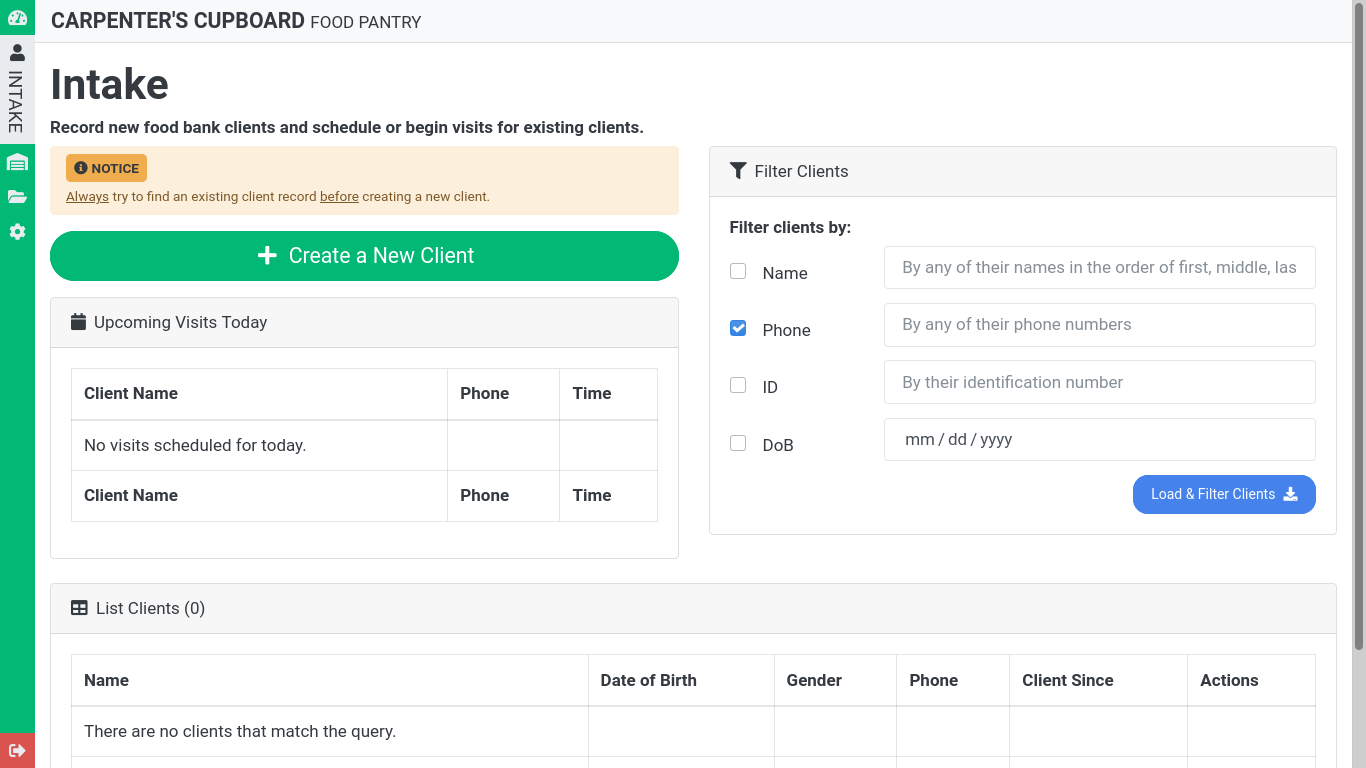 CARPENTER'S CUPBOARD FOOD PANTRY
INTAKE
Intake
Record new food bank clients and schedule or begin visits for existing clients.
NOTICE
Always try to find an existing client record before creating a new client.
Create a New Client
Upcoming Visits Today
Client Name Phone Time
No visits scheduled for today.
Client Name Phone Time
Filter Clients
Filter clients by:
Name By any of their names in the order of first, middle, las
Phone By any of their phone numbers
ID By their identification number
DoB mm / dd / yyyy
Load & Filter Clients
List Clients (0)
Name Date of Birth Gender Phone Client Since Actions
There are no clients that match the query.